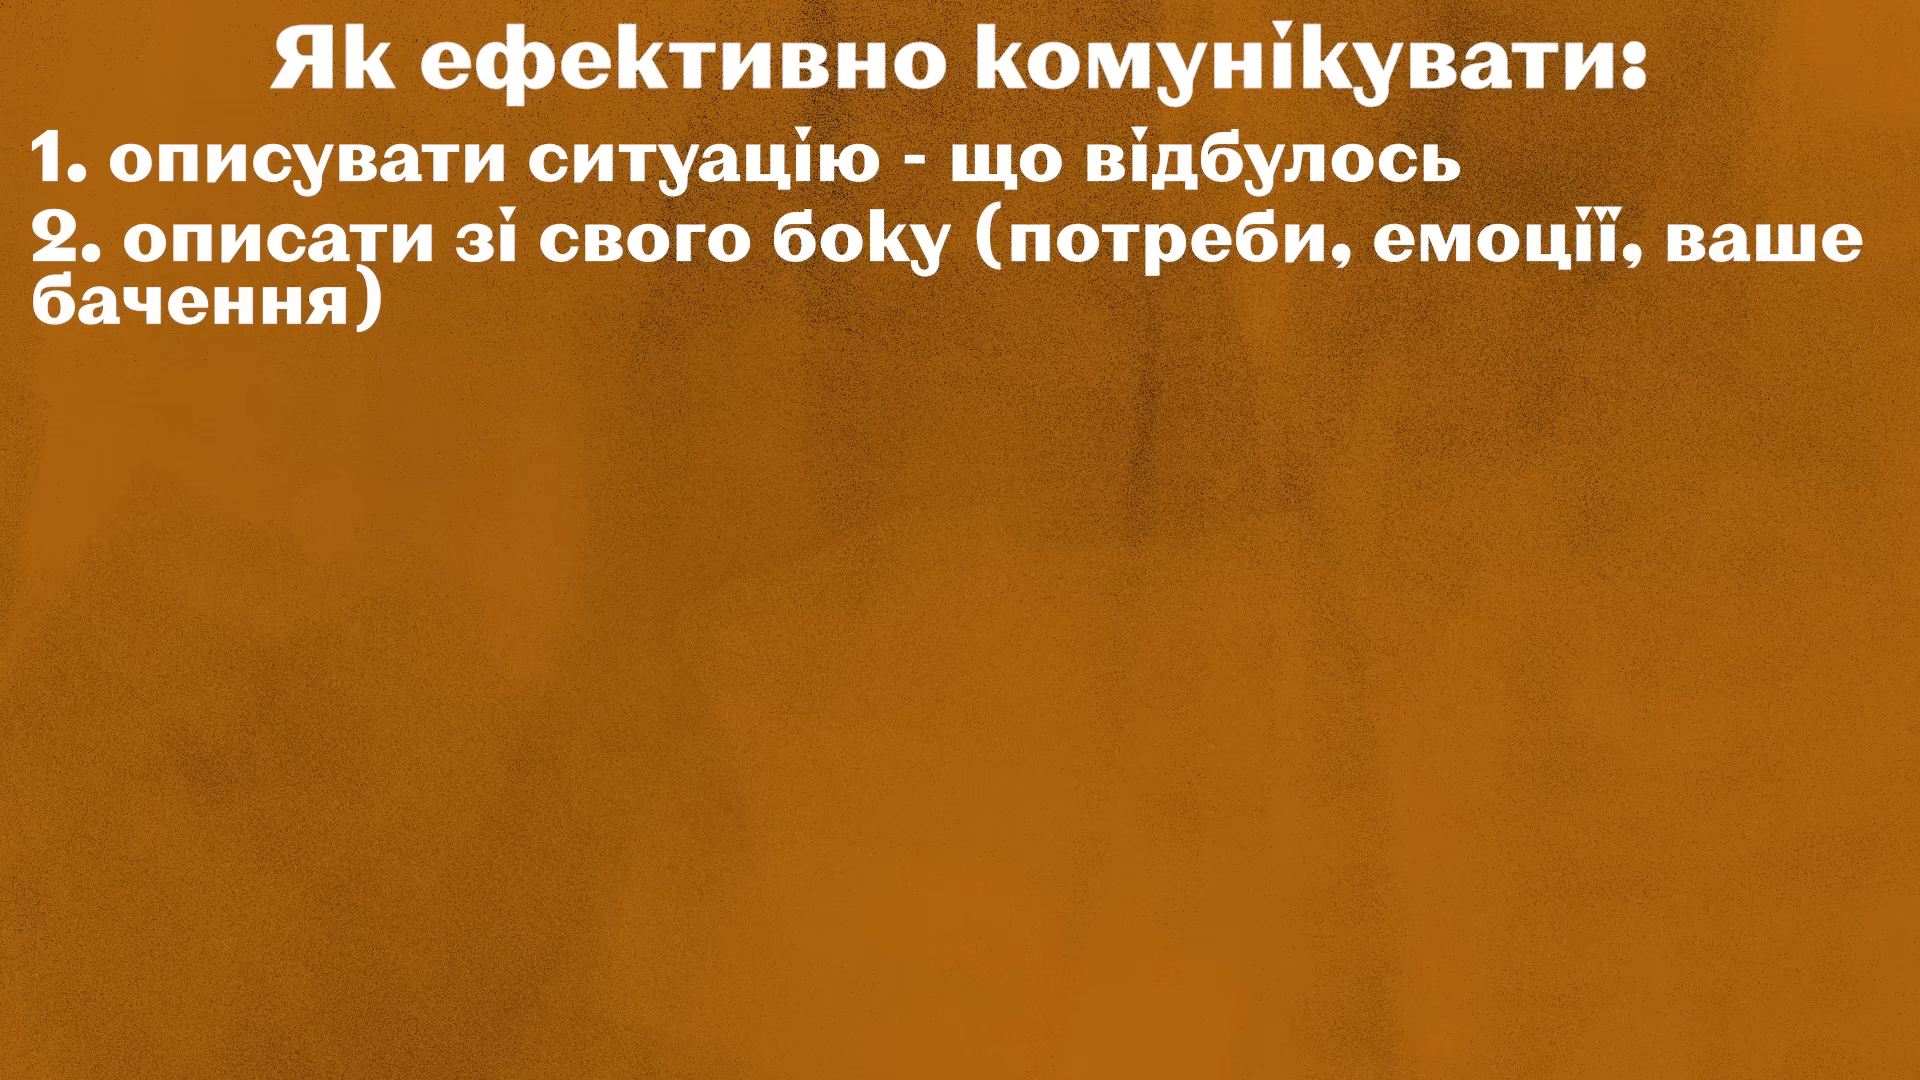 Як ефективно комунікувати:
1. описувати ситуацію - що відбулось
2. описати зі свого боку (потреби, емоції, ваше
бачення)